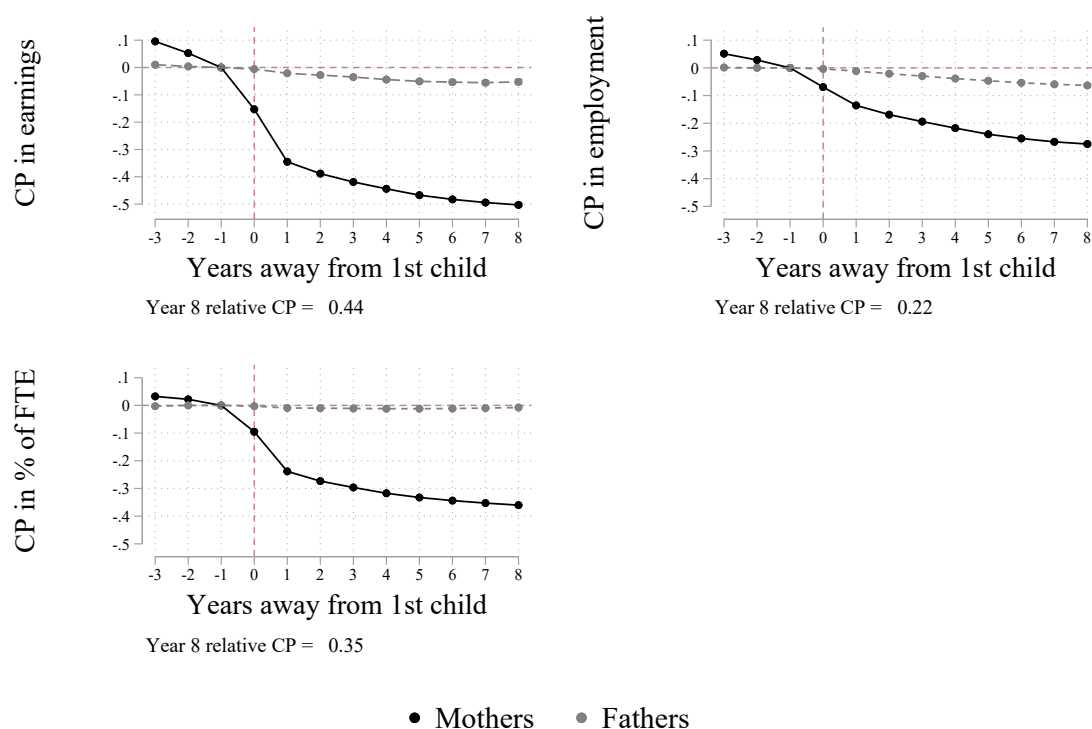 CP in earnings
.1
0
-.1
-.2
-.3
-.4
-.5
-3 -2 -1 0 1 2 3 4 5 6 7 8
Years away from 1st child
Year 8 relative CP = 0.44
CP in employment
.1
0
-.1
-.2
-.3
-.4
-.5
-3 -2 -1 0 1 2 3 4 5 6 7 8
Years away from 1st child
Year 8 relative CP = 0.22
CP in % of FTE
.1
0
-.1
-.2
-.3
-.4
-.5
-3 -2 -1 0 1 2 3 4 5 6 7 8
Years away from 1st child
Year 8 relative CP = 0.35
Mothers Fathers